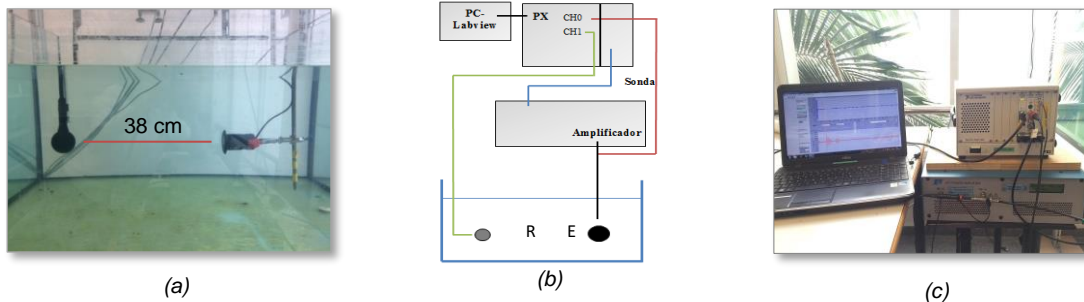 38 cm
(a)
PC-
Labview
PX
CH0
CH1
Sonda
Amplificador
R E
(b)
(c)